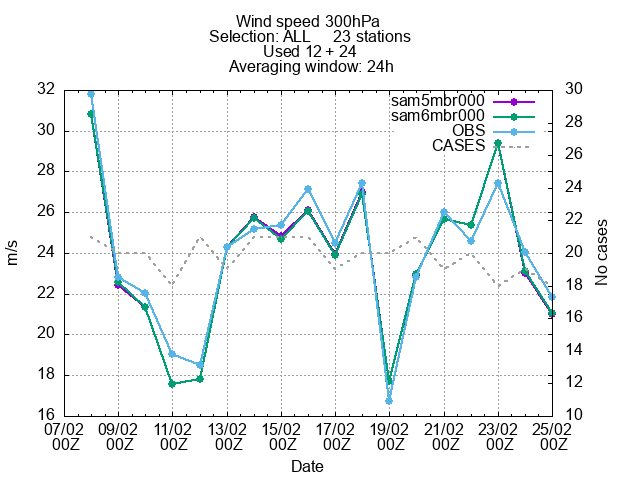 Wind speed 300hPa
Selection: ALL 23 stations
Used 12 + 24
Averaging window: 24h
sam5mbr000
sam6mbr000
OBS
CASES
32
30
28
26
24
22
20
18
16
m/s
30
28
26
24
22
20
18
16
14
12
10
No cases
07/02 09/02 11/02 13/02 15/02 17/02 19/02 21/02 23/02 25/02
00Z 00Z 00Z 00Z 00Z 00Z 00Z 00Z 00Z 00Z
Date